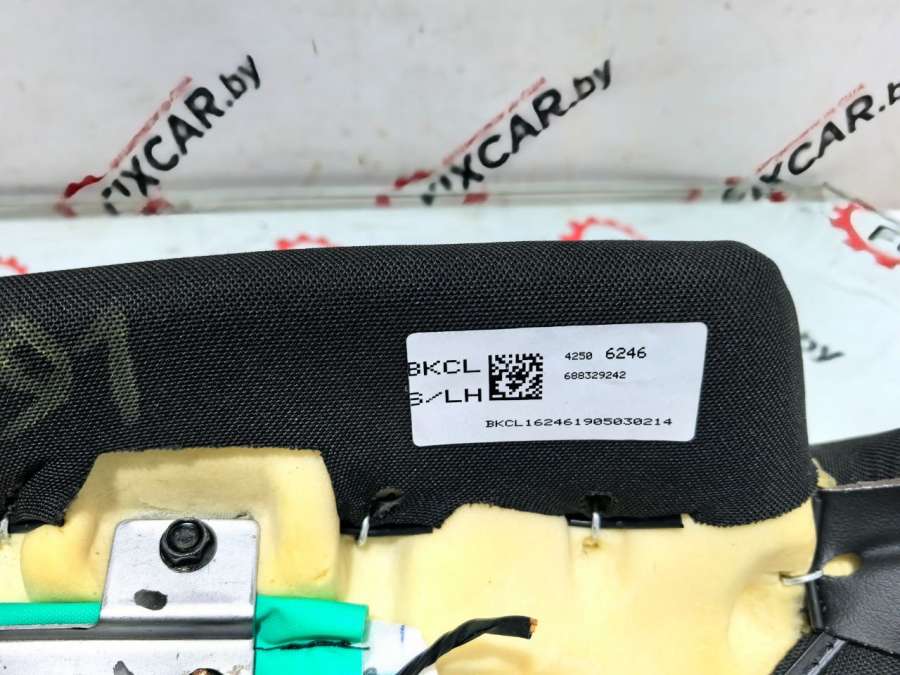 FIXCAR.by
FIXCAR.by
FIXCAR.by
BKCL
S/LH
4250 6246
688329242
BKCL162461905030214